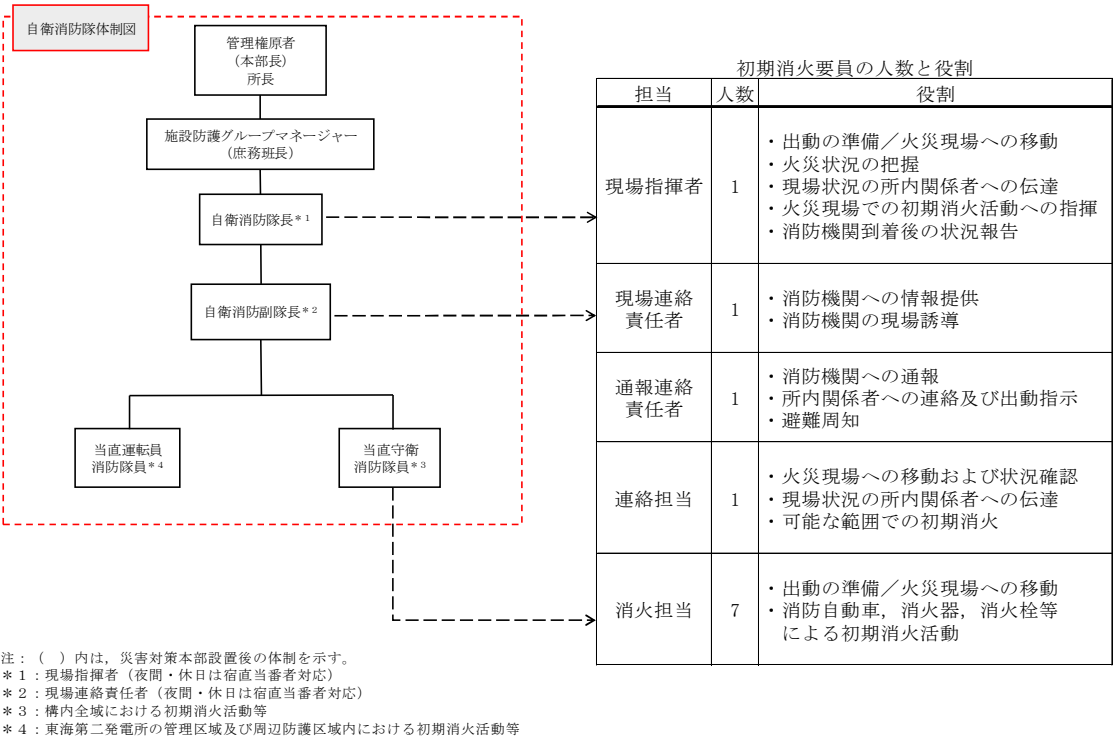 自衛消防隊体制図
管理権原者
（本部長）
所長
施設防護グループマネージャー
（庶務班長）
自衛消防隊長＊１
自衛消防副隊長＊２
当直運転員
消防隊員＊４
当直守衛
消防隊員＊３
初期消火要員の人数と役割
担当 人数 役割
現場指揮者 1
・出動の準備／火災現場への移動
・火災状況の把握
・現場状況の所内関係者への伝達
・火災現場での初期消火活動への指揮
・消防機関到着後の状況報告
現場連絡
責任者
1
・消防機関への情報提供
・消防機関の現場誘導
通報連絡
責任者
1
・消防機関への通報
・所内関係者への連絡及び出動指示
・避難周知
連絡担当 1
・火災現場への移動および状況確認
・現場状況の所内関係者への伝達
・可能な範囲での初期消火
消火担当 7
・出動の準備／火災現場への移動
・消防自動車，消火器，消火栓等
による初期消火活動
注：（　）内は，災害対策本部設置後の体制を示す。
＊１：現場指揮者（夜間・休日は宿直当番者対応）
＊２：現場連絡責任者（夜間・休日は宿直当番者対応）
＊３：構内全域における初期消火活動等
＊４：東海第二発電所の管理区域及び周辺防護区域内における初期消火活動等